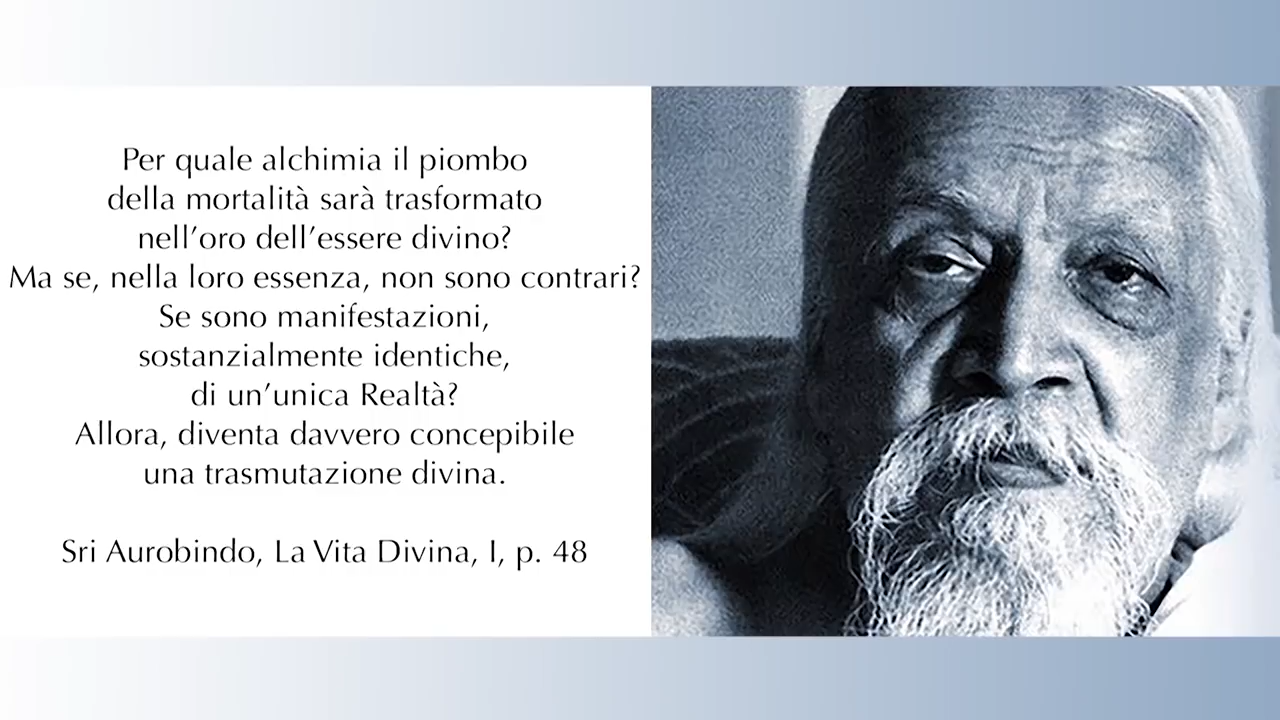 Per quale alchimia il piombo
della mortalità sarà trasformato
nell'oro dell'essere divino?
Ma se, nella loro essenza, non sono contrari?
Se sono manifestazioni,
sostanzialmente identiche,
di un'unica Realtà?
Allora, diventa davvero concepibile
una trasmutazione divina.
Sri Aurobindo, La Vita Divina, I, p. 48